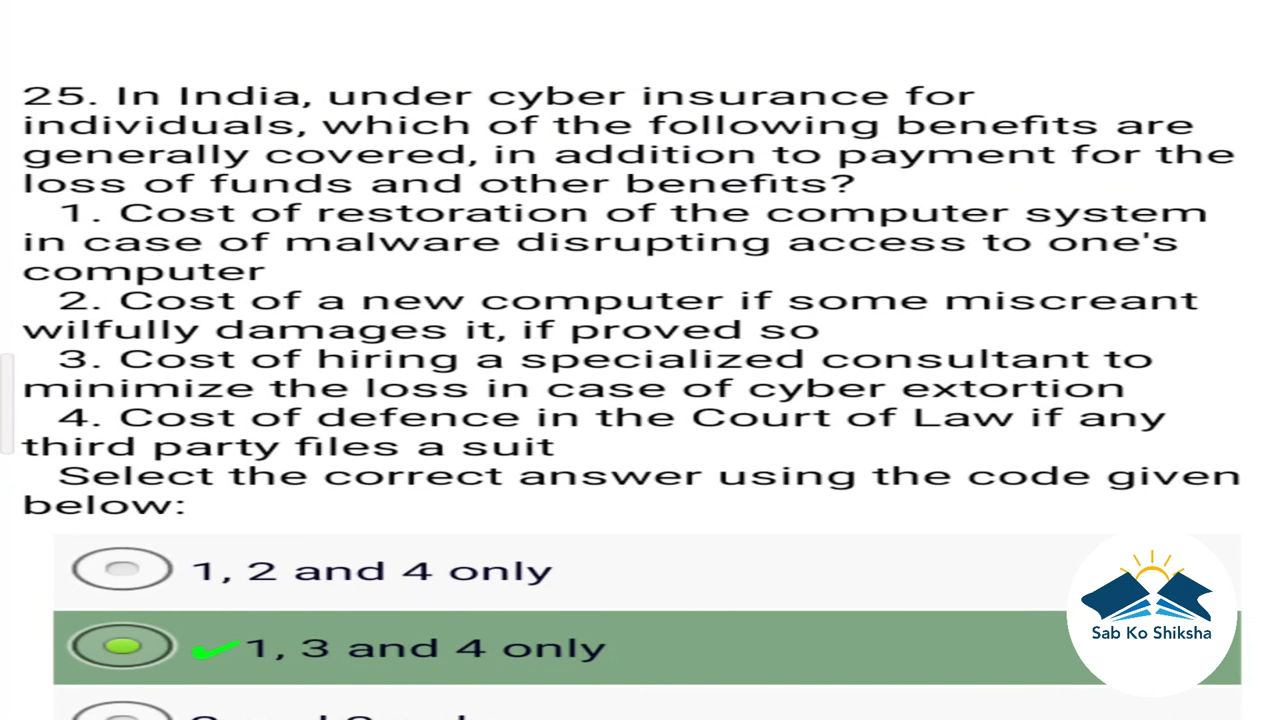 25. In India, under cyber insurance for
individuals, which of the following benefits are
generally covered, in addition to payment for the
loss of funds and other benefits?
1. Cost of restoration of the computer system
in case of malware disrupting access to one's
computer
2. Cost of a new computer if some miscreant
wilfully damages it, if proved so
3. Cost of hiring a specialized consultant to
minimize the loss in case of cyber extortion
4. Cost of defence in the Court of Law if any
third party files a suit
Select the correct answer using the code given
below:
1, 2 and 4 only
✔1, 3 and 4 only
Sab Ko Shiksha